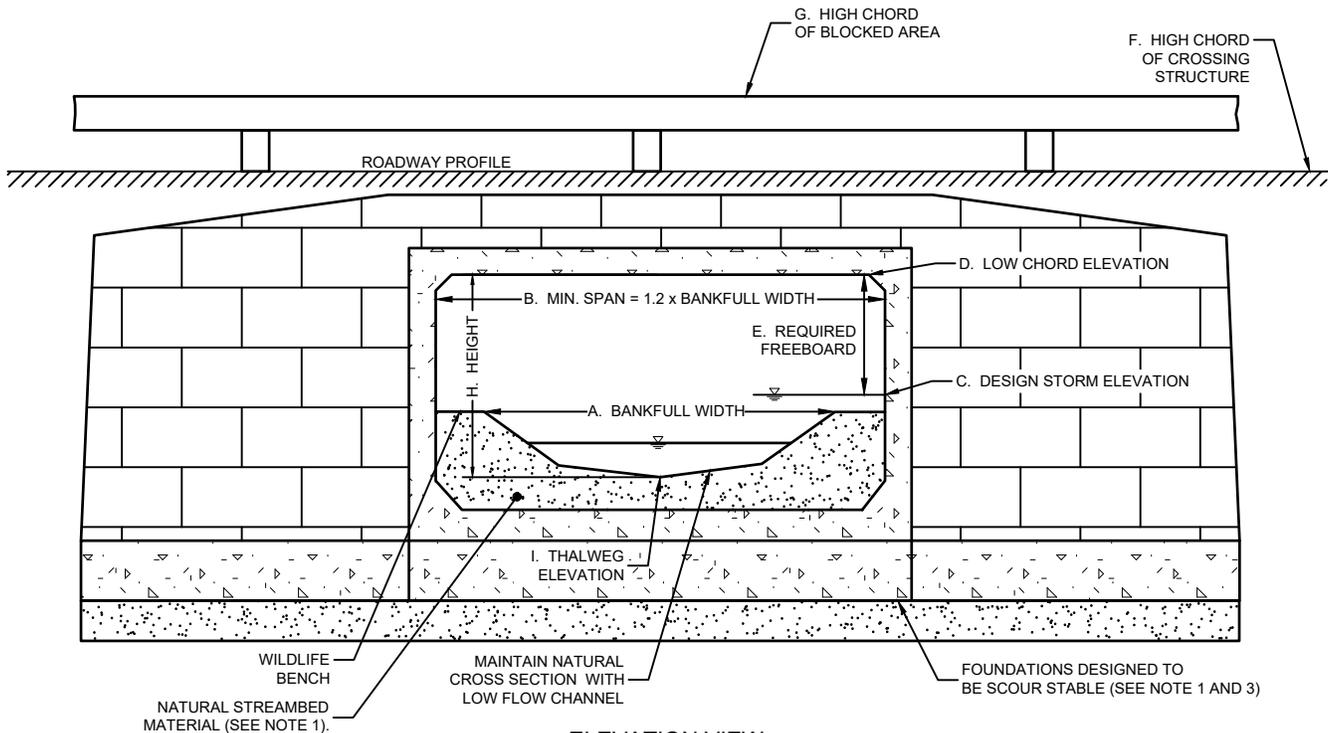 G. HIGH CHORD
OF BLOCKED AREA
F. HIGH CHORD
OF CROSSING
STRUCTURE
ROADWAY PROFILE
D. LOW CHORD ELEVATION
B. MIN. SPAN = 1.2 x BANKFULL WIDTH
H. HEIGHT
E. REQUIRED
FREEBOARD
C. DESIGN STORM ELEVATION
A. BANKFULL WIDTH
I. THALWEG
ELEVATION
WILDLIFE
BENCH
NATURAL STREAMBED
MATERIAL (SEE NOTE 1).
MAINTAIN NATURAL
CROSS SECTION WITH
LOW FLOW CHANNEL
FOUNDATIONS DESIGNED TO
BE SCOUR STABLE (SEE NOTE 1 AND 3)
ELEVATION VIEW